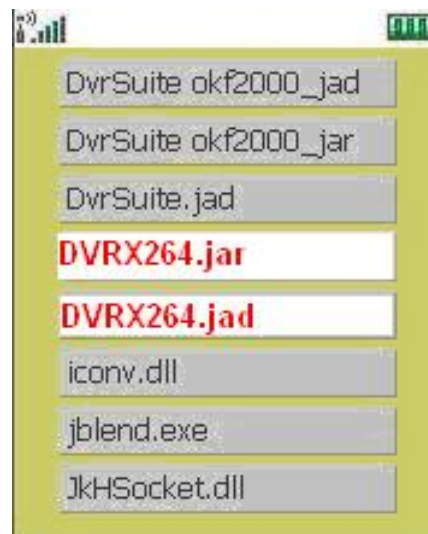 DvrSuite okf2000_jad
DvrSuite okf2000_jar
DvrSuite.jad
DVRX264.jar
DVRX264.jad
iconv.dll
jblend.exe
JkHSocket.dll